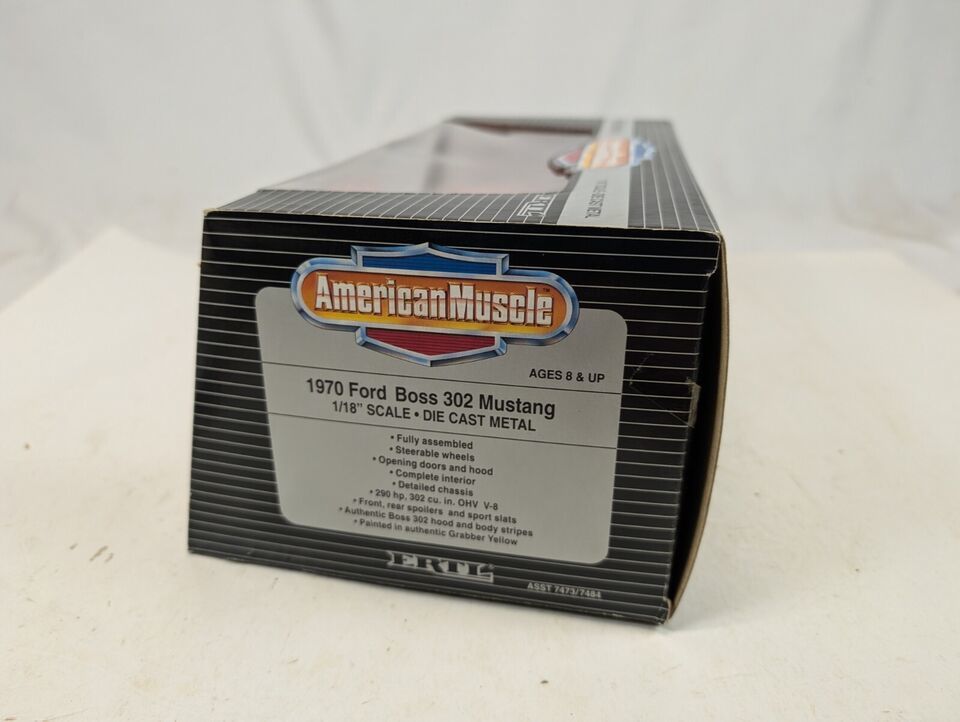 ERTL
AmericanMuscle™
AGES 8 & UP
1970 Ford Boss 302 Mustang
1/18” SCALE • DIE CAST METAL
• Fully assembled
• Steerable wheels
• Opening doors and hood
• Complete interior
• Detailed chassis
• 290 hp, 302 cu. in. OHV V-8
• Front, rear spoilers and sport slats
• Authentic Boss 302 hood and body stripes
• Painted in authentic Grabber Yellow
ERTL
ASST 7473/7484